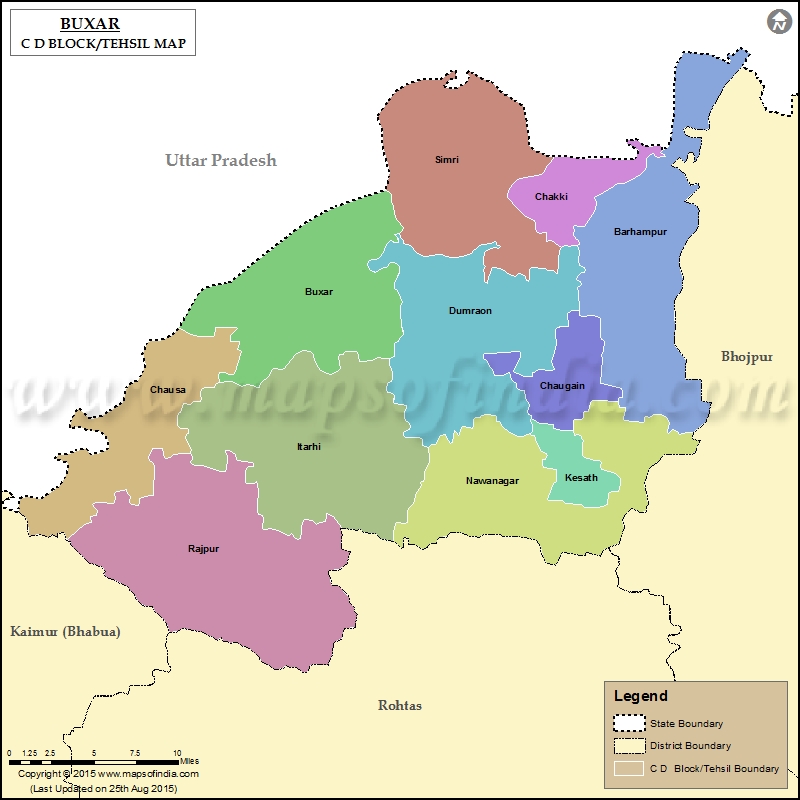 BUXAR
C D BLOCK/TEHSIL MAP
N
Uttar Pradesh
Simri
Chakki
Barhampur
Buxar
Dumraon
Bhojpur
Chausa
Chaugain
www.mapsofindia.com
Itarhi
Nawanagar
Kesath
Rajpur
Kaimur (Bhabua)
Rohtas
Legend
State Boundary
District Boundary
C D Block/Tehsil Boundary
0 1.25 2.5 5 7.5 10
Miles
Copyright © 2015 www.mapsofindia.com
(Last Updated on 25th Aug 2015)